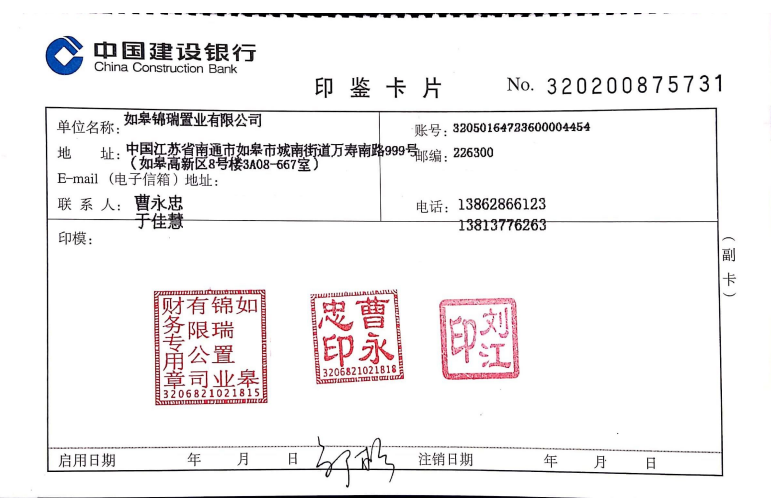 中国建设银行
China Construction Bank
印鉴卡片
No. 320200875731
单位名称：如皋锦瑞置业有限公司
账号：32050164723600004454
地 址：中国江苏省南通市如皋市城南街道万寿南路999号
（如皋高新区8号楼3A08-667室）
邮编：226300
E-mail（电子信箱）地址：
联系人：曹永忠
于佳慧
电话：13862866123
13813776263
印模：
（副卡）
如皋锦瑞置业有限公司财务专用章
3206821021815
曹永忠印
3206821021818
刘江印
启用日期 年 月 日
注销日期 年 月 日